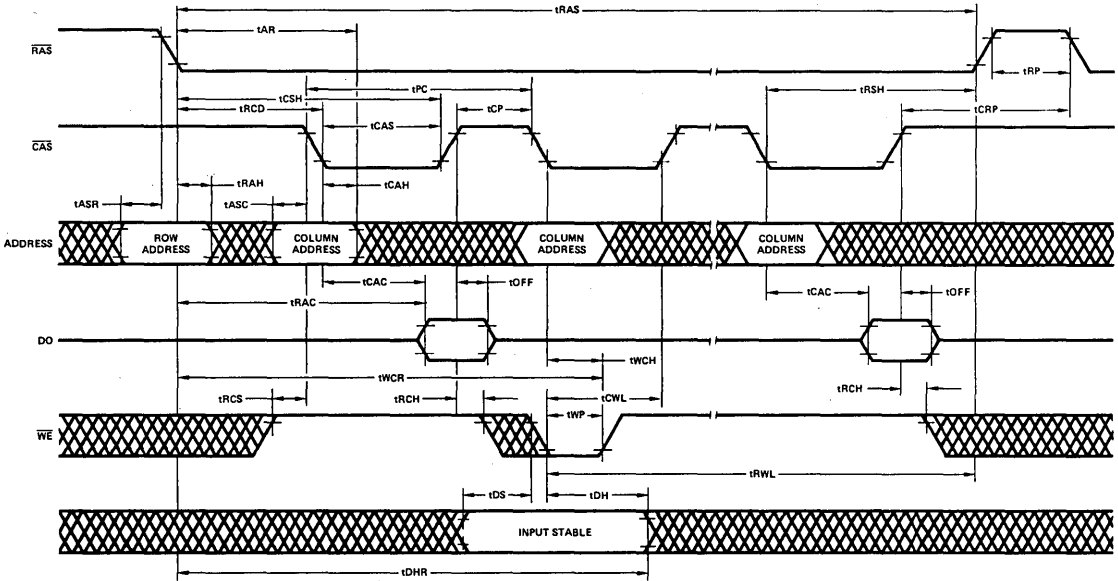 tRAS
tAR
RAS
tRP
tPC
tRSH
tCSH
tRCD
tCP
tCRP
tCAS
CAS
tRAH
tCAH
tASR
tASC
ADDRESS
ROW ADDRESS
COLUMN ADDRESS
COLUMN ADDRESS
COLUMN ADDRESS
tCAC
tOFF
tCAC
tOFF
tRAC
DO
tWCH
tWCR
tRCS
tRCH
tCWL
tRCH
tWP
WE
tRWL
tDS
tDH
INPUT STABLE
tDHR